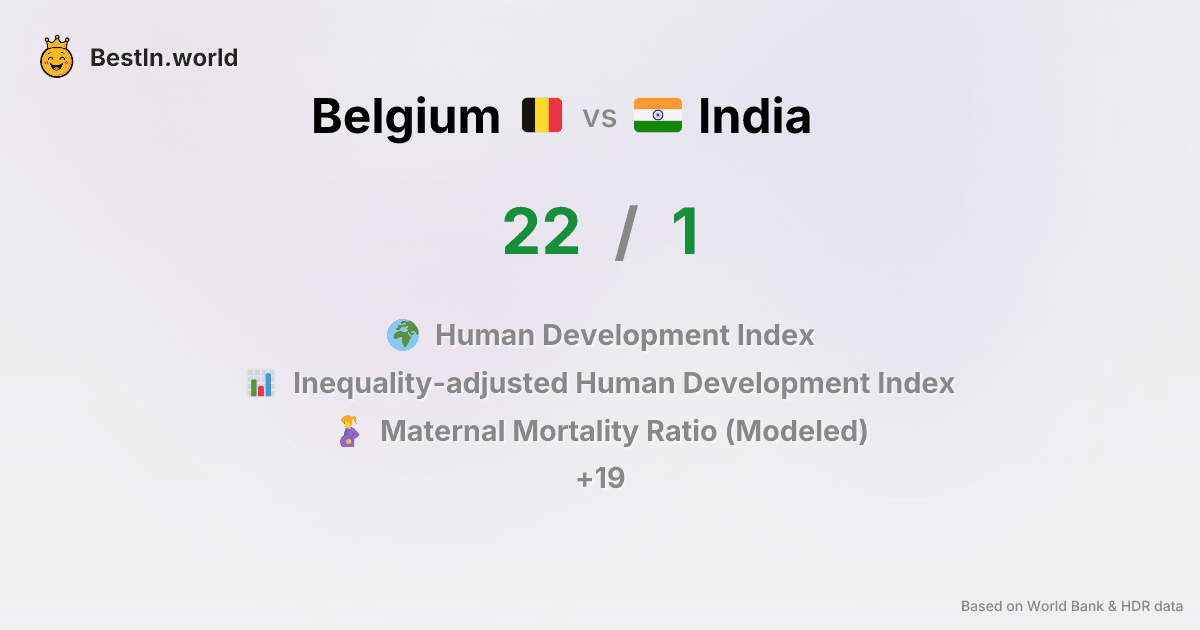 BestIn.world
Belgium vs India
22 / 1
Human Development Index
Inequality-adjusted Human Development Index
Maternal Mortality Ratio (Modeled)
+19
Based on World Bank & HDR data